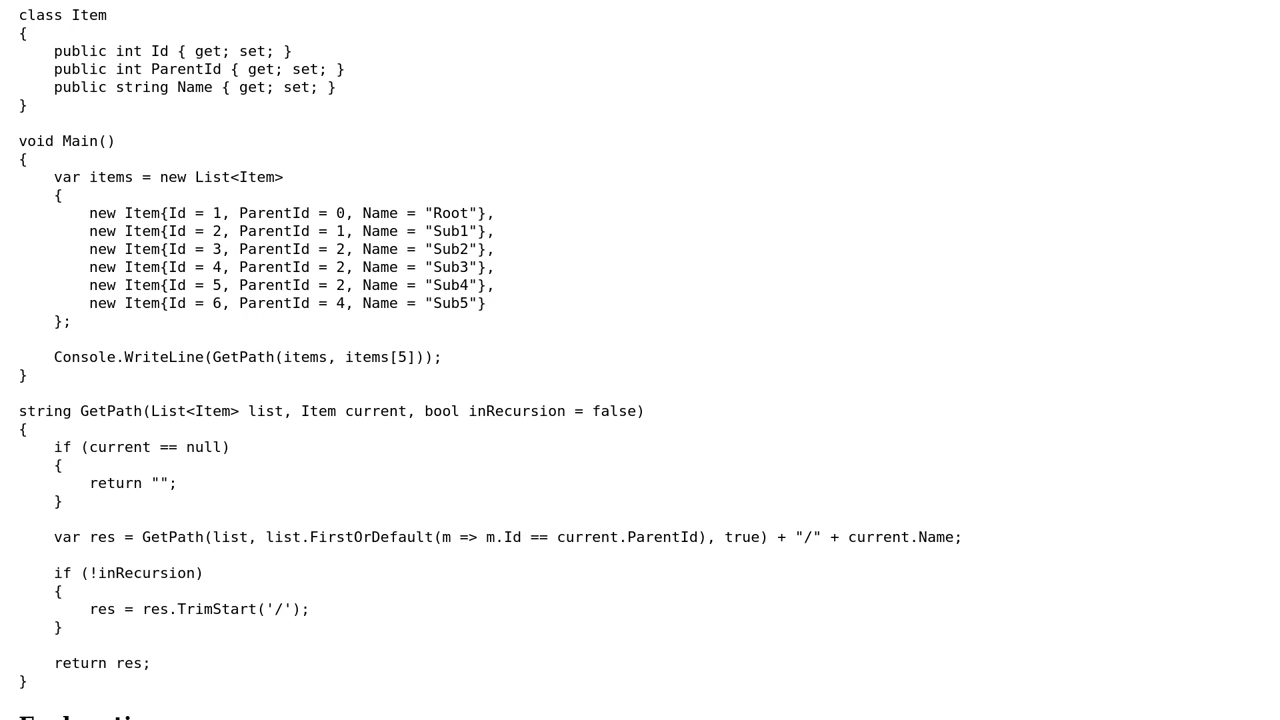 class Item
{
    public int Id { get; set; }
    public int ParentId { get; set; }
    public string Name { get; set; }
}

void Main()
{
    var items = new List<Item>
    {
        new Item{Id = 1, ParentId = 0, Name = "Root"},
        new Item{Id = 2, ParentId = 1, Name = "Sub1"},
        new Item{Id = 3, ParentId = 2, Name = "Sub2"},
        new Item{Id = 4, ParentId = 2, Name = "Sub3"},
        new Item{Id = 5, ParentId = 2, Name = "Sub4"},
        new Item{Id = 6, ParentId = 4, Name = "Sub5"}
    };

    Console.WriteLine(GetPath(items, items[5]));
}

string GetPath(List<Item> list, Item current, bool inRecursion = false)
{
    if (current == null)
    {
        return "";
    }

    var res = GetPath(list, list.FirstOrDefault(m => m.Id == current.ParentId), true) + "/" + current.Name;

    if (!inRecursion)
    {
        res = res.TrimStart('/');
    }

    return res;
}